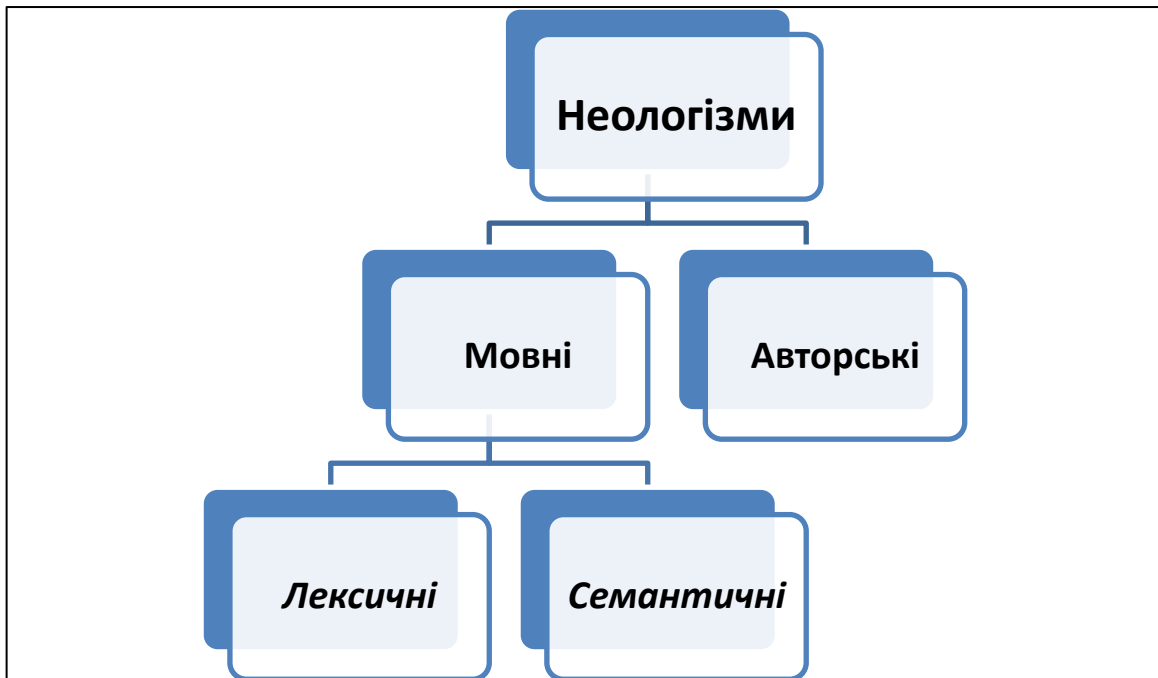 Неологізми
Мовні
Авторські
Лексичні
Семантичні